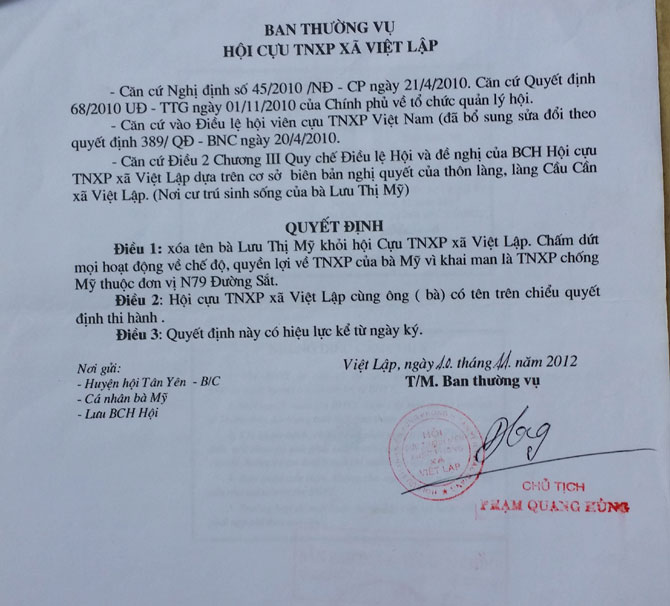 BAN THƯỜNG VỤ
HỘI CỰU TNXP XÃ VIỆT LẬP
- Căn cứ Nghị định số 45/2010 /NĐ - CP ngày 21/4/2010. Căn cứ Quyết định
68/2010 UĐ - TTG ngày 01/11/2010 của Chính phủ về tổ chức quản lý hội.
- Căn cứ vào Điều lệ hội viên cựu TNXP Việt Nam (đã bổ sung sửa đổi theo
quyết định 389/ QĐ - BNC ngày 20/4/2010.
- Căn cứ Điều 2 Chương III Quy chế Điều lệ Hội và đề nghị của BCH Hội cựu
TNXP xã Việt Lập dựa trên cơ sở biên bản nghị quyết của thôn làng, làng Cầu Cần
xã Việt Lập. (Nơi cư trú sinh sống của bà Lưu Thị Mỹ)
QUYẾT ĐỊNH
Điều 1: xóa tên bà Lưu Thị Mỹ khỏi hội Cựu TNXP xã Việt Lập. Chấm dứt
mọi hoạt động về chế độ, quyền lợi về TNXP của bà Mỹ vì khai man là TNXP chống
Mỹ thuộc đơn vị N79 Đường Sắt.
Điều 2: Hội cựu TNXP xã Việt Lập cùng ông ( bà) có tên trên chiểu quyết
định thi hành .
Điều 3: Quyết định này có hiệu lực kể từ ngày ký.
Nơi gửi:
- Huyện hội Tân Yên - B/C
- Cá nhân bà Mỹ
- Lưu BCH Hội
Việt Lập, ngày 10 tháng 11 năm 2012
T/M. Ban thường vụ
HỘI
XÃ
VIỆT LẬP
CHỦ TỊCH
PHẠM QUANG HÙNG